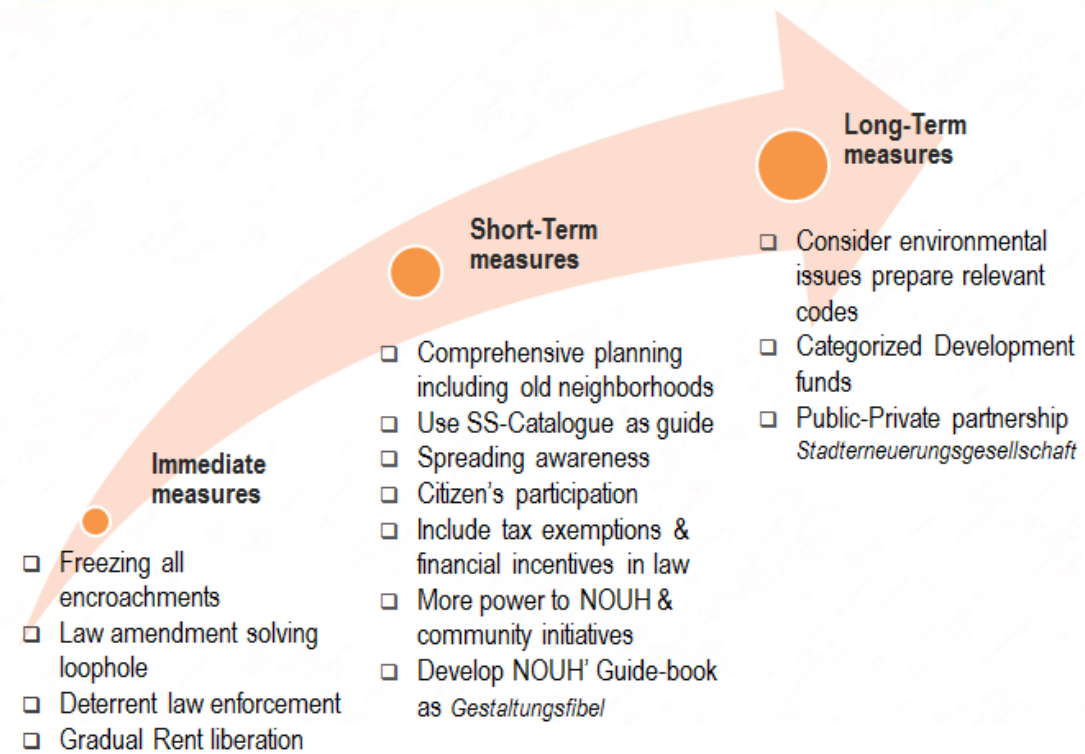 Immediate
measures
Freezing all
encroachments
Law amendment solving
loophole
Deterrent law enforcement
Gradual Rent liberation
Short-Term
measures
Comprehensive planning
including old neighborhoods
Use SS-Catalogue as guide
Spreading awareness
Citizen's participation
Include tax exemptions &
financial incentives in law
More power to NOUH &
community initiatives
Develop NOUH' Guide-book
as Gestaltungsfibel
Long-Term
measures
Consider environmental
issues prepare relevant
codes
Categorized Development
funds
Public-Private partnership
Stadterneuerungsgesellschaft